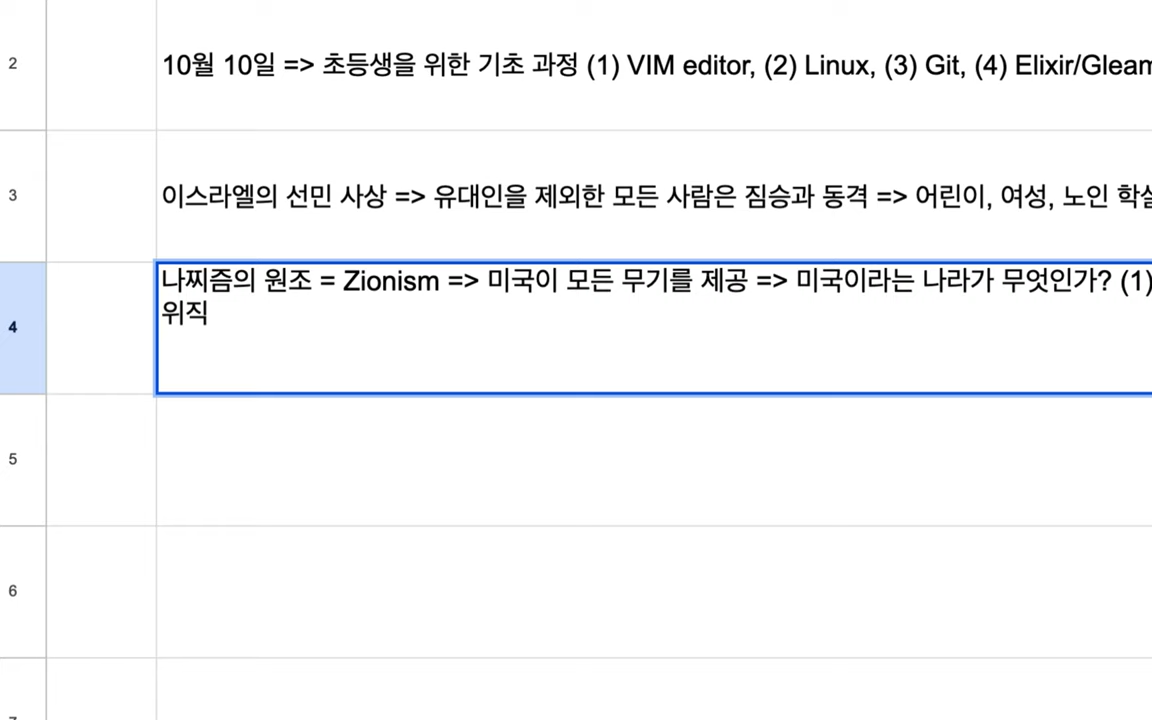 2
10월 10일 => 초등생을 위한 기초 과정 (1) VIM editor, (2) Linux, (3) Git, (4) Elixir/Gleam
3
이스라엘의 선민 사상 => 유대인을 제외한 모든 사람은 짐승과 동격 => 어린이, 여성, 노인
4
나찌즘의 원조 = Zionism => 미국이 모든 무기를 제공 => 미국이라는 나라가 무엇인가? (1)
위직
5
6